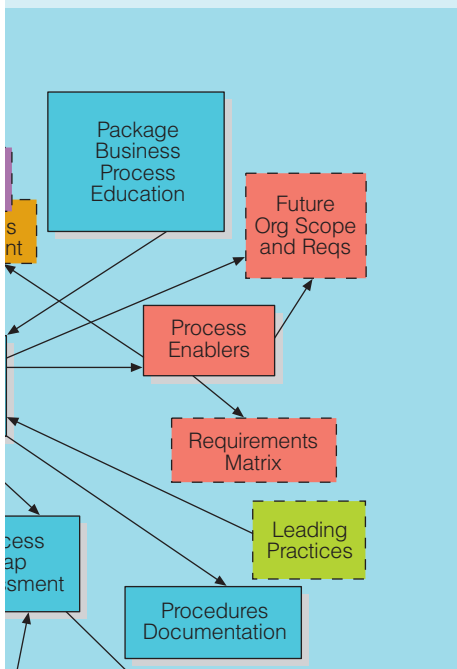 Package
Business
Process
Education
Future
Org Scope
and Reqs
Process
Enablers
Requirements
Matrix
Leading
Practices
Procedures
Documentation